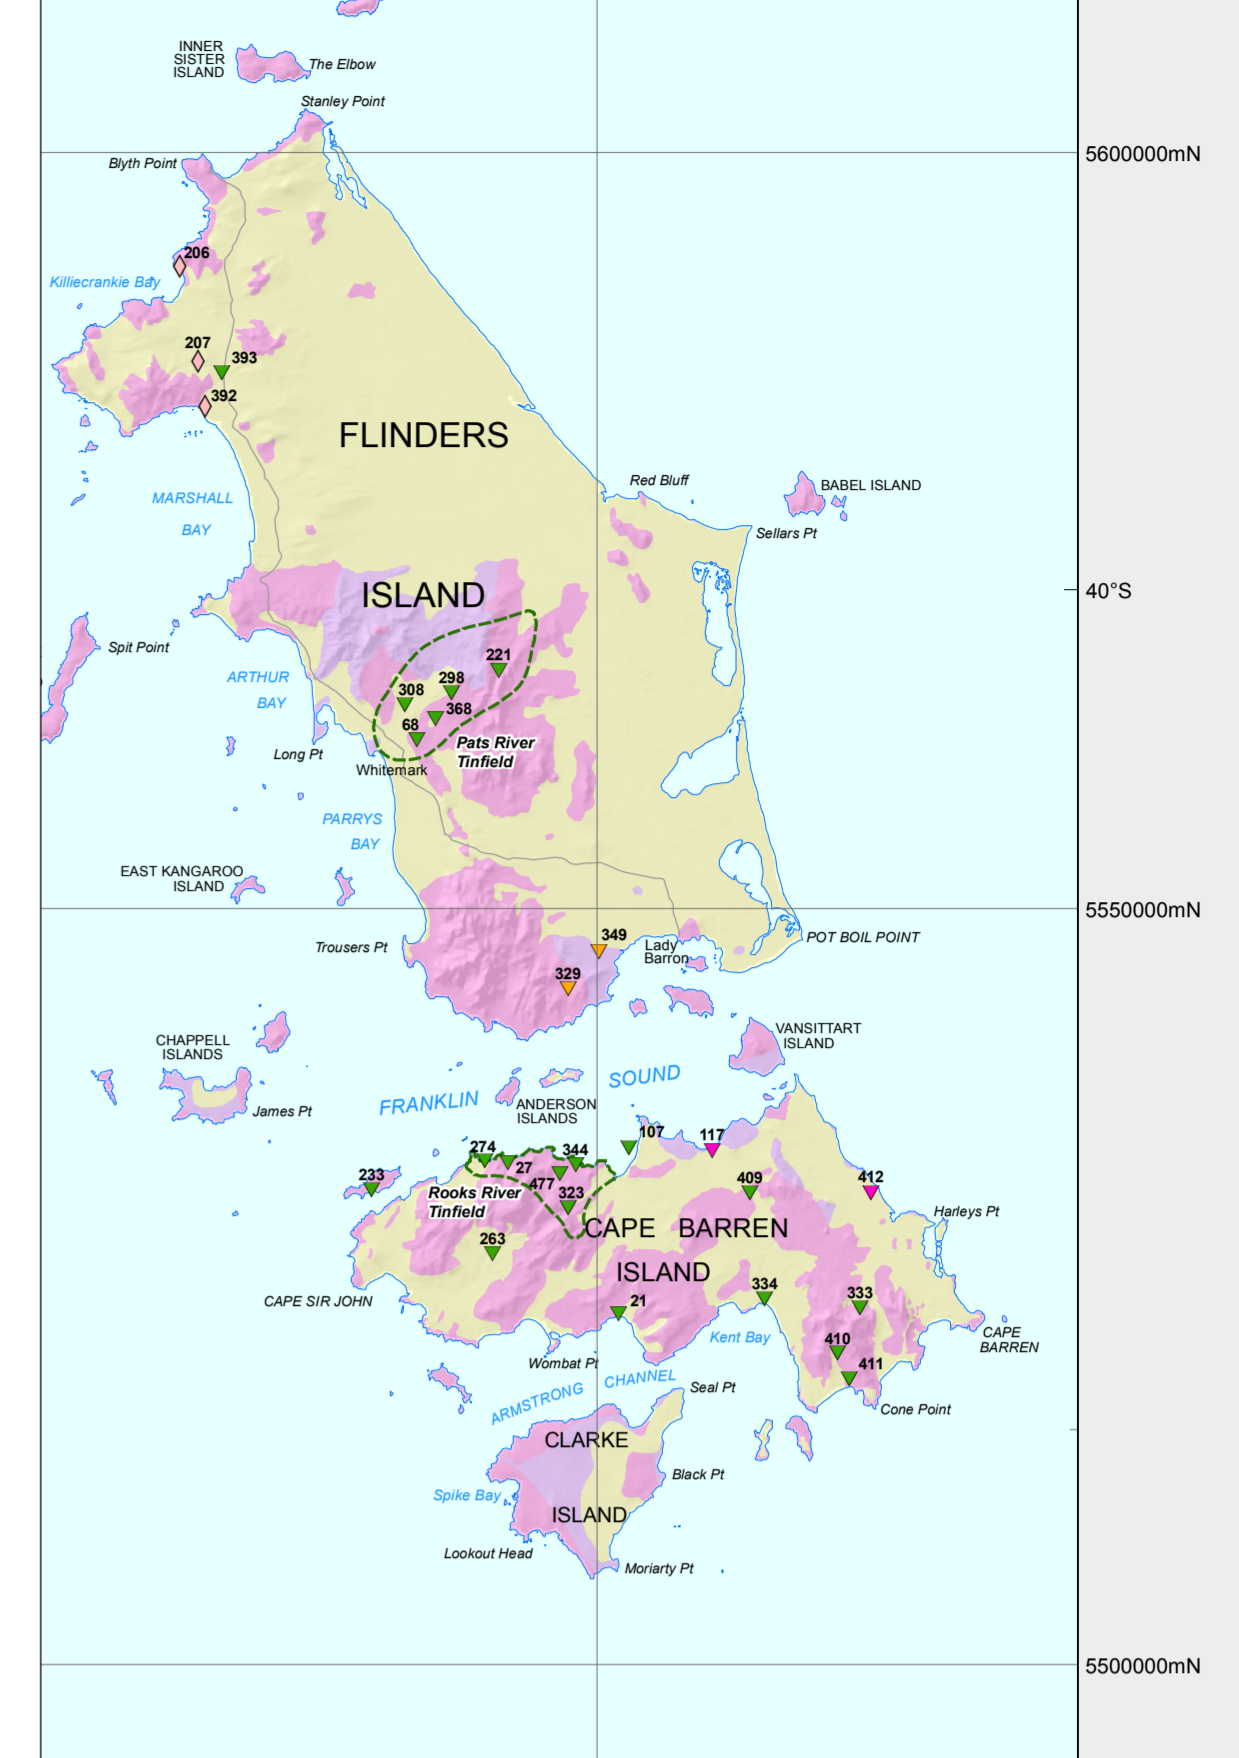 INNER
SISTER
ISLAND
The Elbow
Stanley Point
5600000mN
Blyth Point
206
Killiecrankie Bay
207
393
392
FLINDERS
Red Bluff
BABEL ISLAND
MARSHALL
BAY
Sellars Pt
40°S
ISLAND
Spit Point
221
ARTHUR
BAY
298
308
368
68
Pats River
Tinfield
Long Pt
Whitemark
PARRYS
BAY
EAST KANGAROO
ISLAND
5550000mN
349
POT BOIL POINT
Trousers Pt
Lady
Barron
329
VANSITTART
ISLAND
CHAPPELL
ISLANDS
FRANKLIN
SOUND
James Pt
ANDERSON
ISLANDS
107
117
274
344
27
233
477
409
412
Rooks River
Tinfield
323
Harleys Pt
CAPE BARREN
263
ISLAND
334
333
CAPE SIR JOHN
21
Kent Bay
CAPE
BARREN
410
Wombat Pt
411
ARMSTRONG CHANNEL
Seal Pt
Cone Point
CLARKE
Black Pt
Spike Bay
ISLAND
Lookout Head
Moriarty Pt
5500000mN